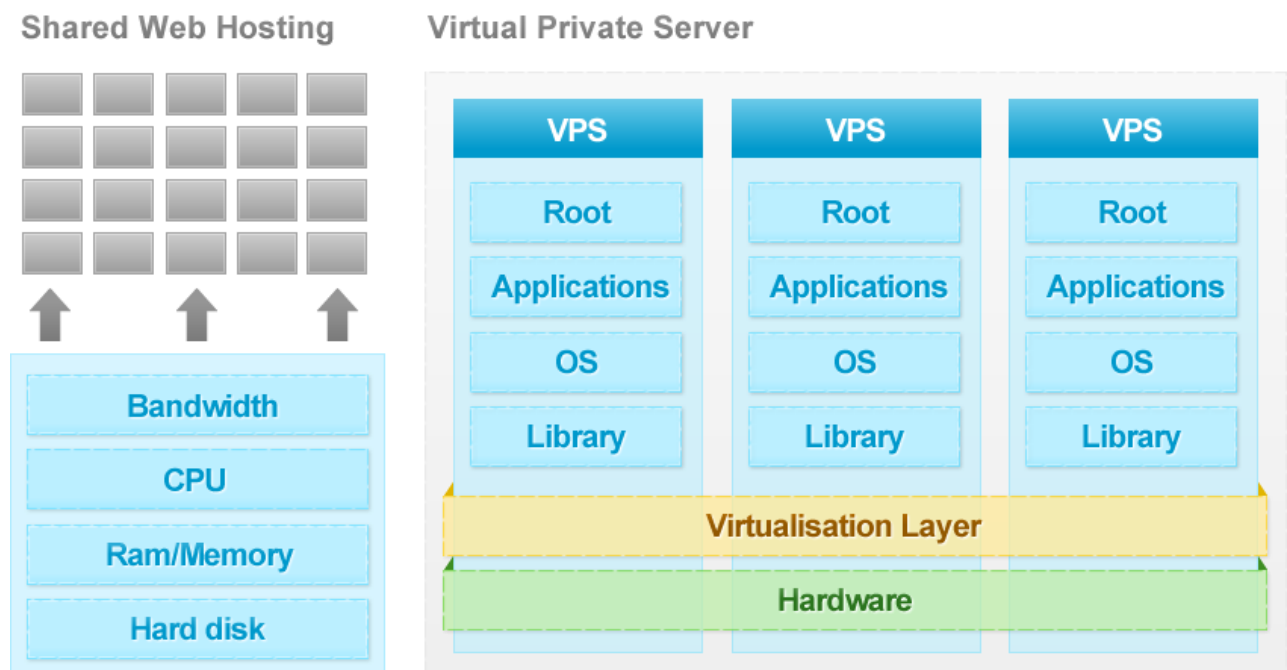 Shared Web Hosting
Bandwidth
CPU
Ram/Memory
Hard disk
Virtual Private Server
VPS
Root
Applications
OS
Library
VPS
Root
Applications
OS
Library
VPS
Root
Applications
OS
Library
Virtualisation Layer
Hardware